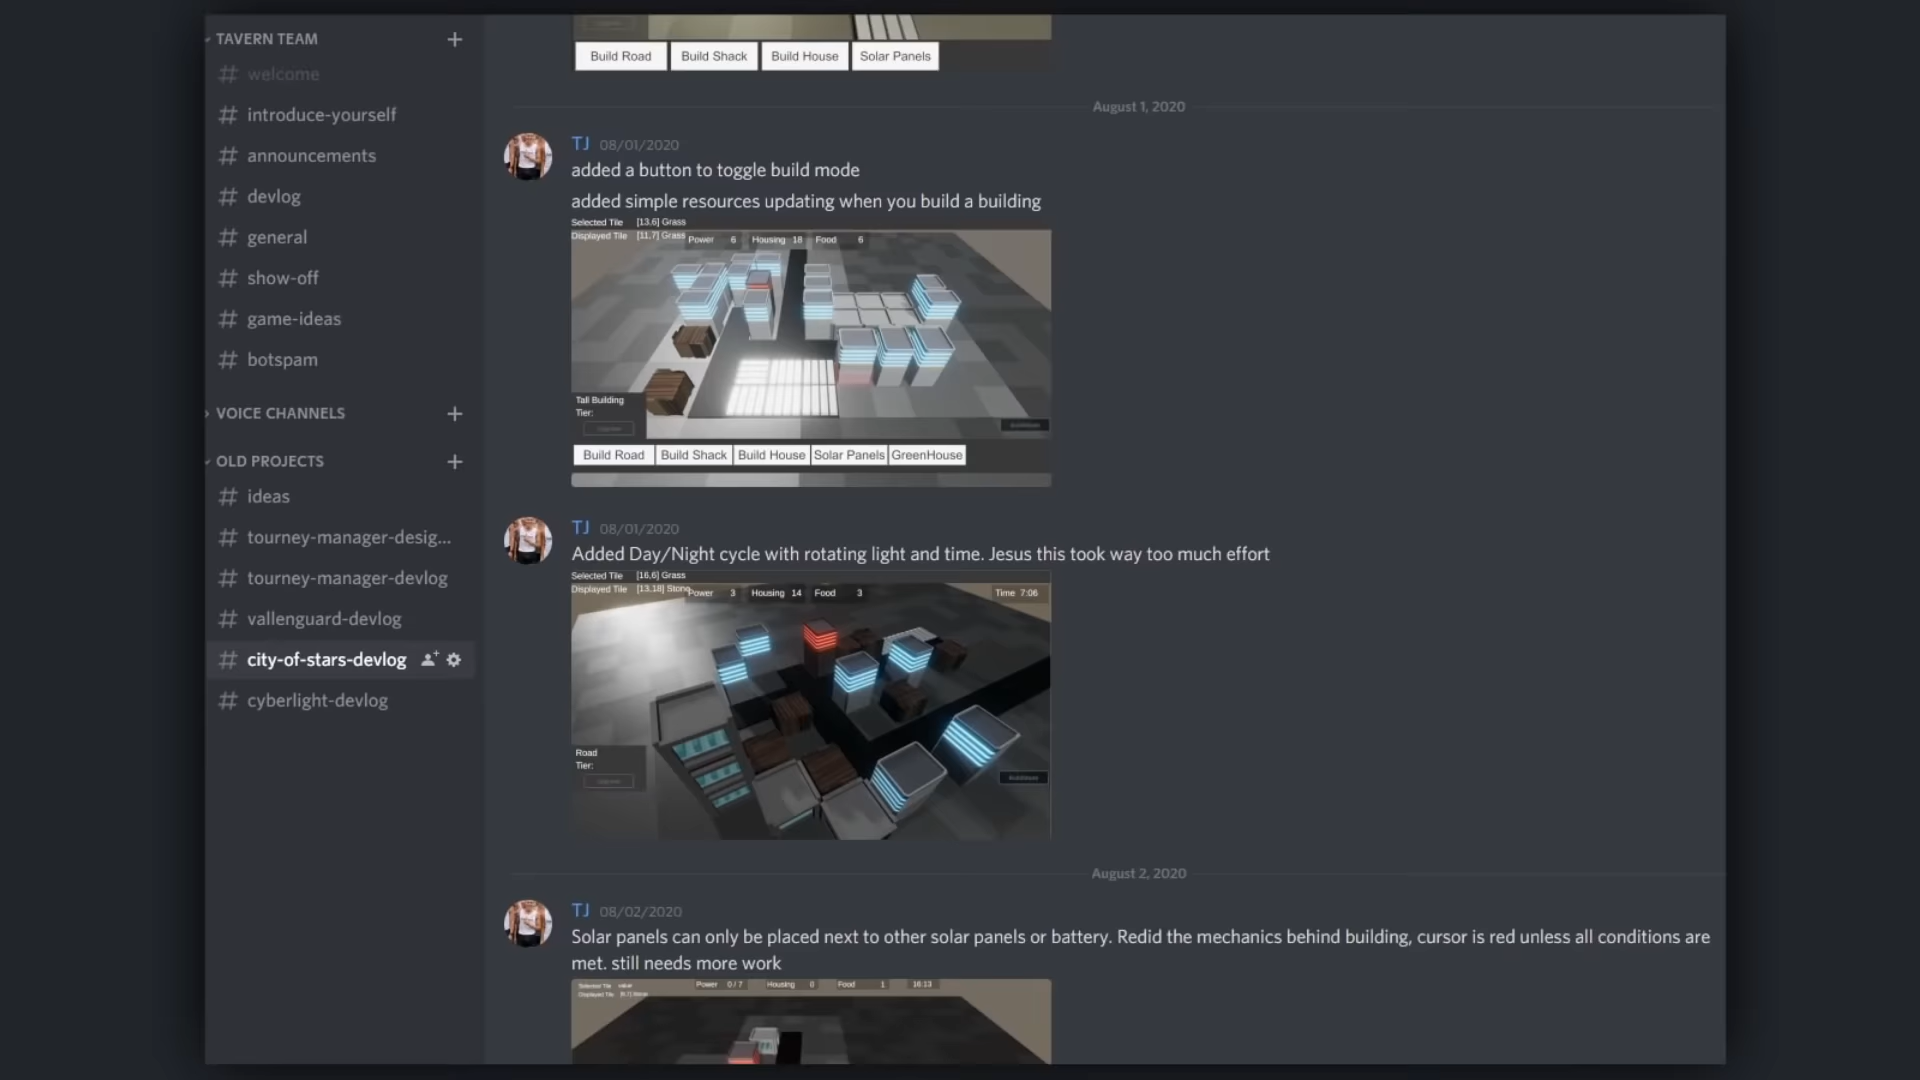 TAVERN TEAM
welcome
introduce-yourself
announcements
devlog
general
show-off
game-ideas
botspam
VOICE CHANNELS
OLD PROJECTS
ideas
tourney-manager-desig...
tourney-manager-devlog
vallenguard-devlog
city-of-stars-devlog
cyberlight-devlog
Build Road Build Shack Build House Solar Panels
August 1, 2020
TJ 08/01/2020
added a button to toggle build mode
added simple resources updating when you build a building
Selected Tile [13,6] Grass
Displayed Tile [11,7] Grass Power 6 Housing 18 Food 6
Tall Building
Tier:
Build Road Build Shack Build House Solar Panels GreenHouse
TJ 08/01/2020
Added Day/Night cycle with rotating light and time. Jesus this took way too much effort
Selected Tile [16,6] Grass
Displayed Tile [13,18] Stone Power 3 Housing 14 Food 3 Time 7:06
Road
Tier:
August 2, 2020
TJ 08/02/2020
Solar panels can only be placed next to other solar panels or battery. Redid the mechanics behind building, cursor is red unless all conditions are
met. still needs more work
Selected Tile value Power 0/7 Housing 0 Food 1 16:13
Displayed Tile